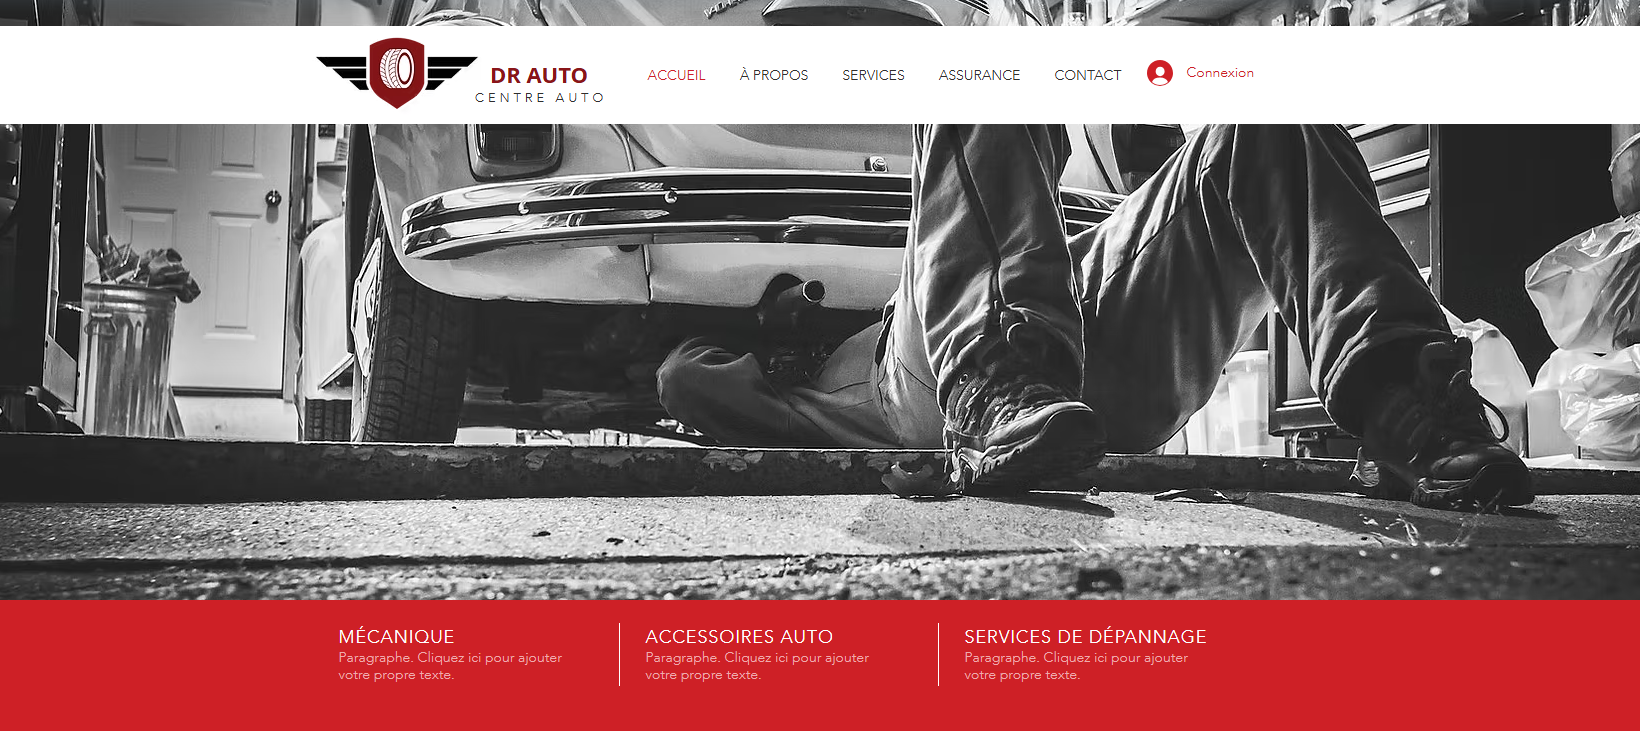 DR AUTO
CENTRE AUTO
ACCUEIL
À PROPOS
SERVICES
ASSURANCE
CONTACT
Connexion
MÉCANIQUE
Paragraphe. Cliquez ici pour ajouter
votre propre texte.
ACCESSOIRES AUTO
Paragraphe. Cliquez ici pour ajouter
votre propre texte.
SERVICES DE DÉPANNAGE
Paragraphe. Cliquez ici pour ajouter
votre propre texte.